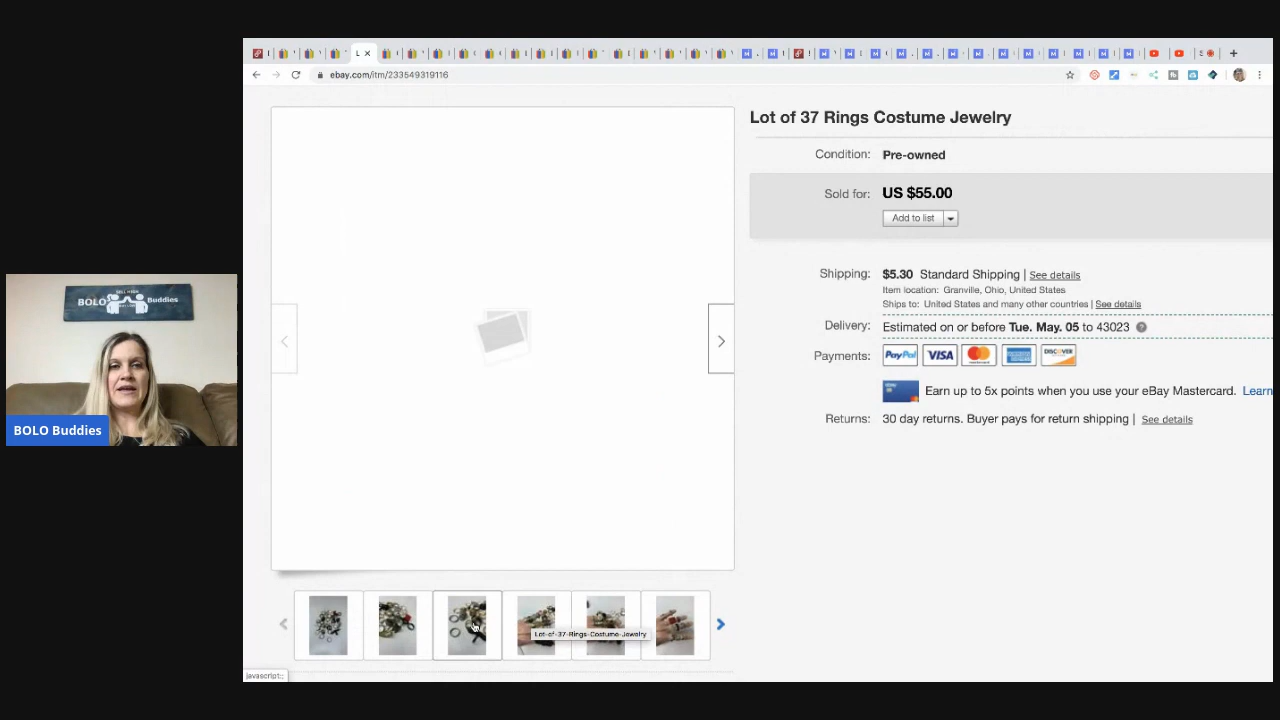 ebay.com/itm/233549319116
Lot of 37 Rings Costume Jewelry
Condition: Pre-owned
Sold for: US $55.00
Add to list
Shipping: $5.30 Standard Shipping | See details
Item location: Granville, Ohio, United States
Ships to: United States and many other countries | See details
Delivery: Estimated on or before Tue. May. 05 to 43023
Payments: PayPal VISA DISCOVER
Earn up to 5x points when you use your eBay Mastercard. Learn
Returns: 30 day returns. Buyer pays for return shipping | See details
BOLO Buddies
BOLO Buddies
Lot-of-37-Rings-Costume-Jewelry
javascript:;